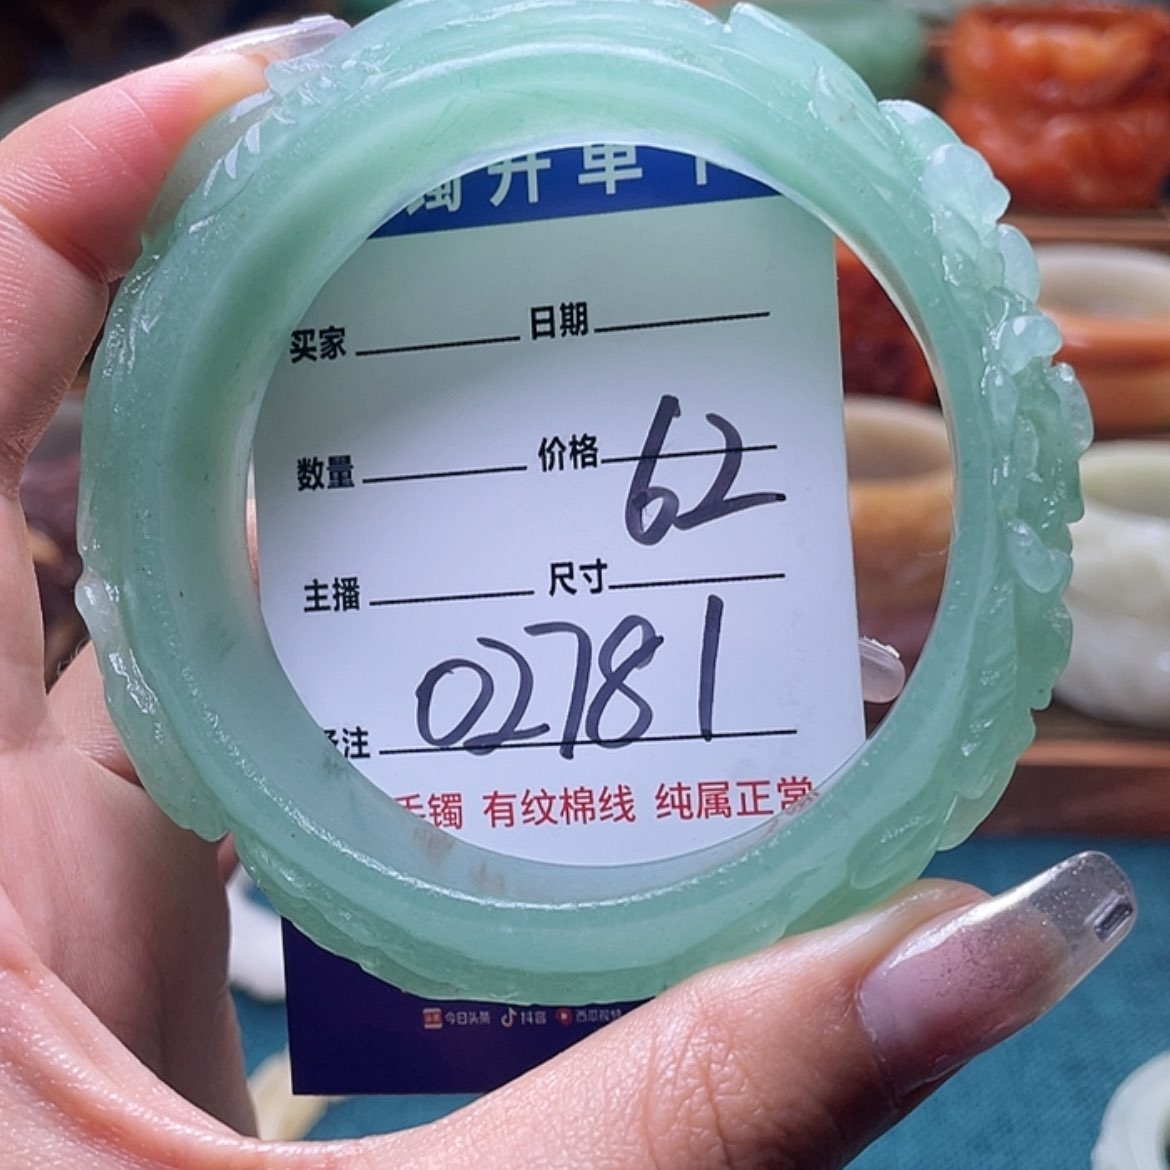 镯开单
买家 日期
数量 价格 62
主播 尺寸
02781
注
手镯 有纹棉线 纯属正常
今日头条 抖音 西瓜视频